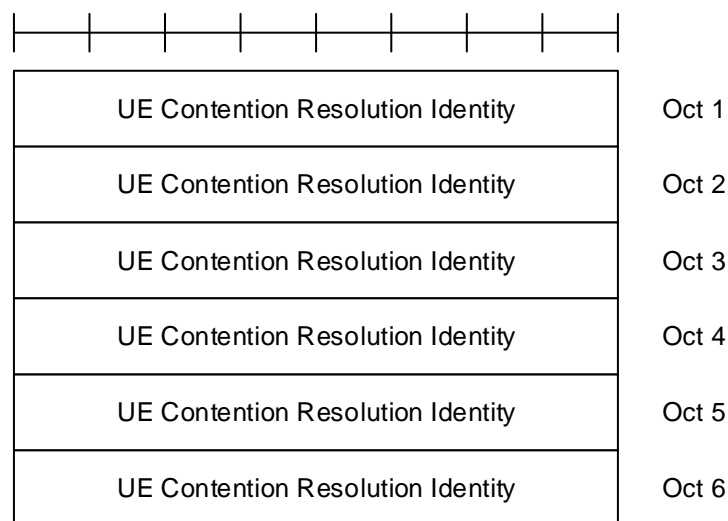 UE Contention Resolution Identity Oct 1
UE Contention Resolution Identity Oct 2
UE Contention Resolution Identity Oct 3
UE Contention Resolution Identity Oct 4
UE Contention Resolution Identity Oct 5
UE Contention Resolution Identity Oct 6